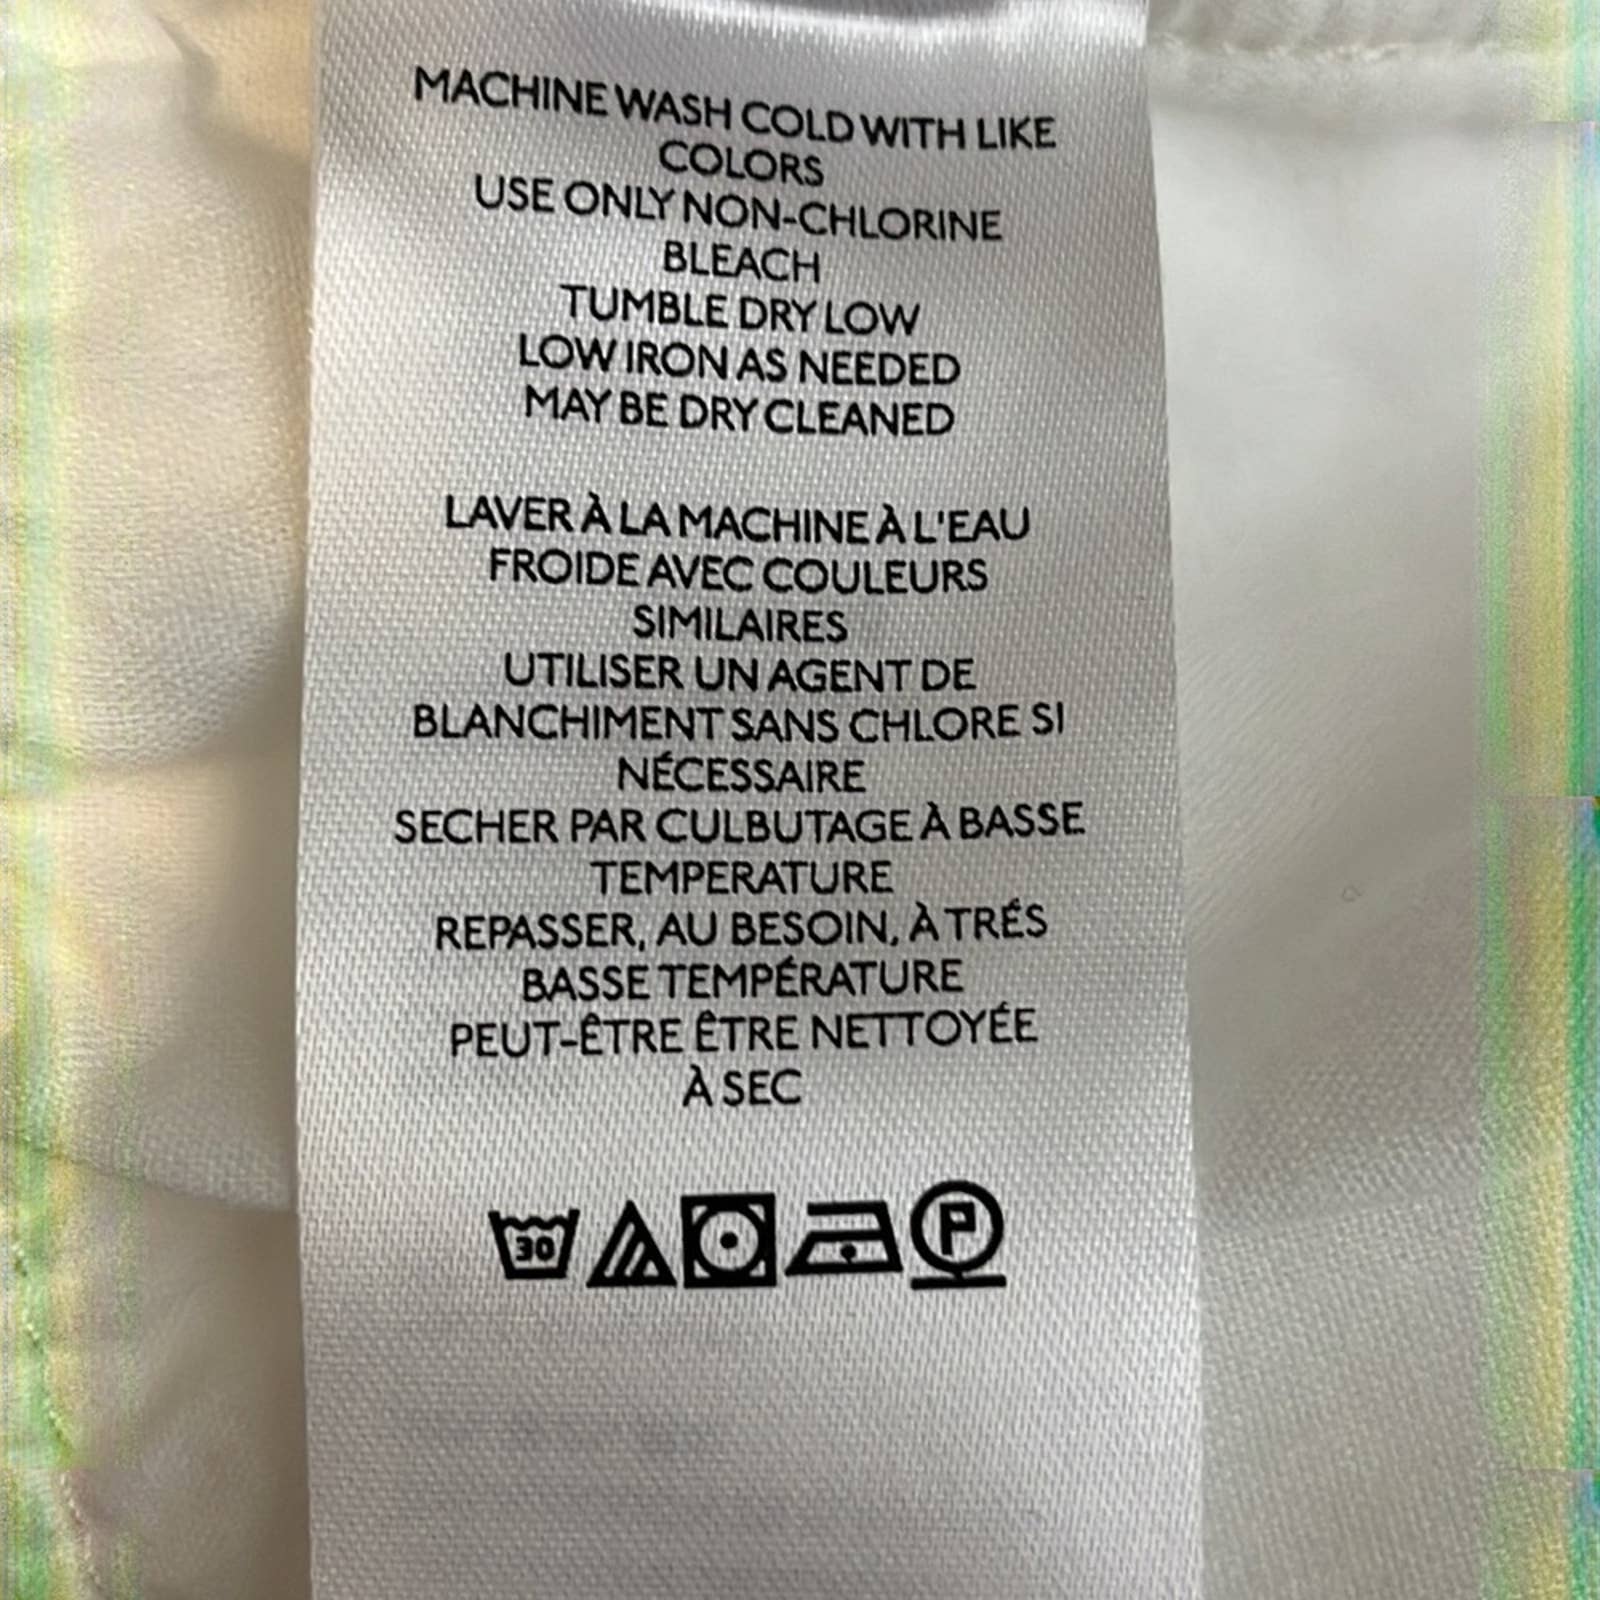 MACHINE WASH COLD WITH LIKE
COLORS
USE ONLY NON-CHLORINE
BLEACH
TUMBLE DRY LOW
LOW IRON AS NEEDED
MAY BE DRY CLEANED
LAVER À LA MACHINE À L'EAU
FROIDE AVEC COULEURS
SIMILAIRES
UTILISER UN AGENT DE
BLANCHIMENT SANS CHLORE SI
NÉCESSAIRE
SECHER PAR CULBUTAGE À BASSE
TEMPERATURE
REPASSER, AU BESOIN, À TRÉS
BASSE TEMPÉRATURE
PEUT-ÊTRE ÊTRE NETTOYÉE
À SEC
30 P